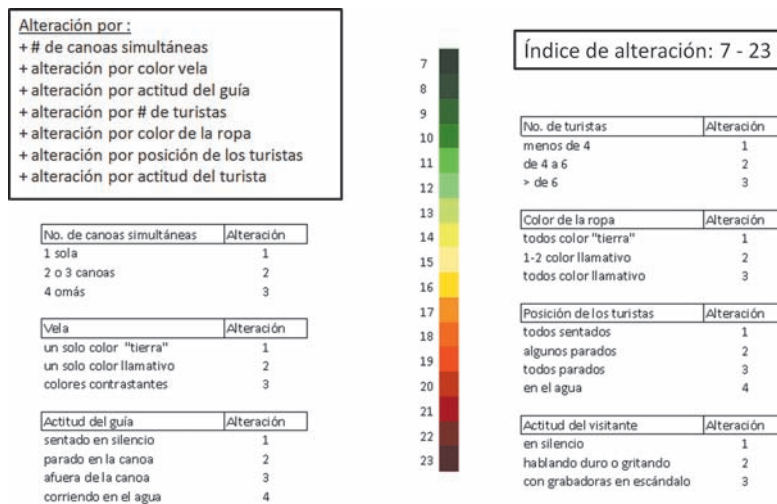 Alteración por :
+ # de canoas simultáneas
+ alteración por color vela
+ alteración por actitud del guía
+ alteración por # de turistas
+ alteración por color de la ropa
+ alteración por posición de los turistas
+ alteración por actitud del turista
No. de canoas simultáneas Alteración
1 sola 1
2 o 3 canoas 2
4 omás 3
Vela Alteración
un solo color "tierra" 1
un solo color llamativo 2
colores contrastantes 3
Actitud del guía Alteración
sentado en silencio 1
parado en la canoa 2
afuera de la canoa 3
corriendo en el agua 4
7
8
9
10
11
12
13
14
15
16
17
18
19
20
21
22
23
Índice de alteración: 7 - 23
No. de turistas Alteración
menos de 4 1
de 4 a 6 2
> de 6 3
Color de la ropa Alteración
todos color "tierra" 1
1-2 color llamativo 2
todos color llamativo 3
Posición de los turistas Alteración
todos sentados 1
algunos parados 2
todos parados 3
en el agua 4
Actitud del visitante Alteración
en silencio 1
hablando duro o gritando 2
con grabadoras en escándalo 3